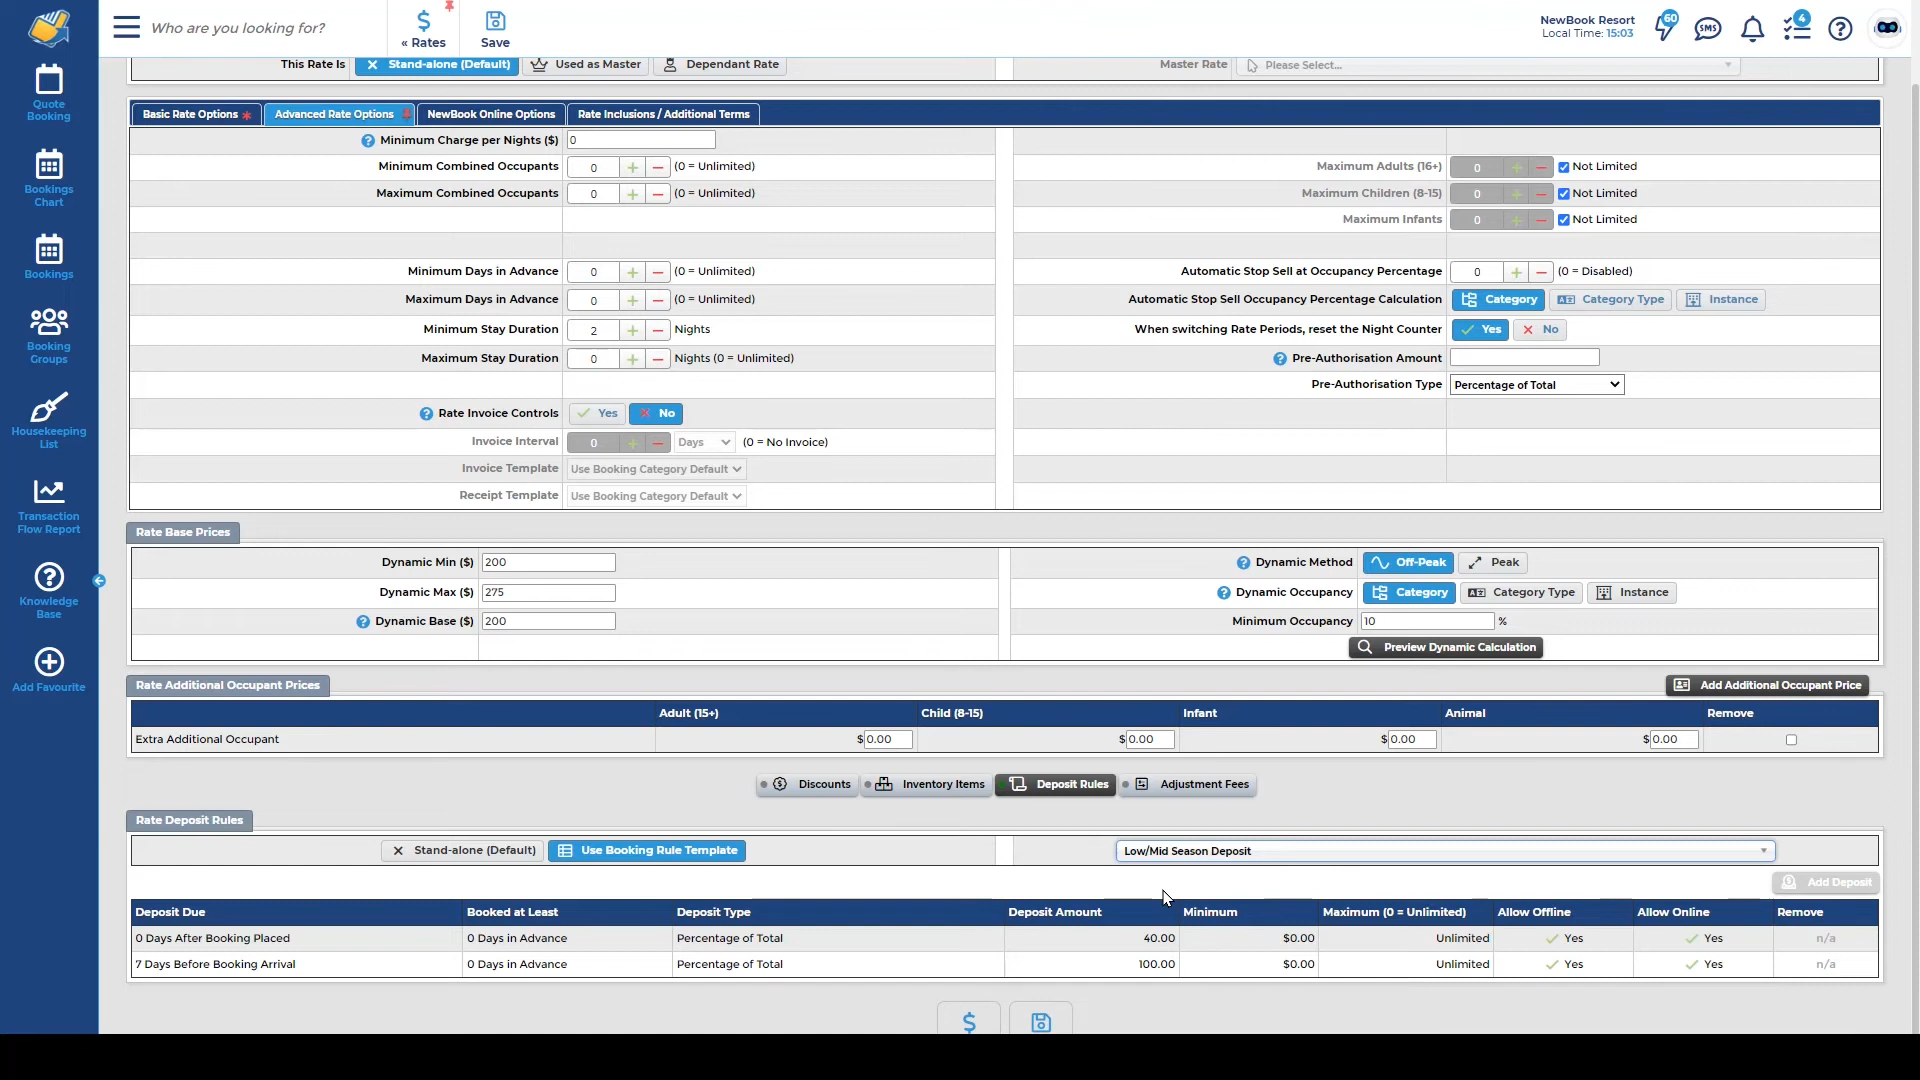 Who are you looking for?
$
« Rates
Save
NewBook Resort
Local Time: 15:03
60
SMS
4
Quote
Booking
Bookings
Chart
Bookings
Booking
Groups
Housekeeping
List
Transaction
Flow Report
Knowledge
Base
Add Favourite
This Rate Is Stand-alone (Default) Used as Master Dependant Rate Master Rate Please Select...
Basic Rate Options * Advanced Rate Options NewBook Online Options Rate Inclusions / Additional Terms
Minimum Charge per Nights ($) 0
Minimum Combined Occupants 0 (0 = Unlimited) Maximum Adults (16+) 0 Not Limited
Maximum Combined Occupants 0 (0 = Unlimited) Maximum Children (8-15) 0 Not Limited
Maximum Infants 0 Not Limited
Minimum Days in Advance 0 (0 = Unlimited) Automatic Stop Sell at Occupancy Percentage 0 (0 = Disabled)
Maximum Days in Advance 0 (0 = Unlimited) Automatic Stop Sell Occupancy Percentage Calculation Category Category Type Instance
Minimum Stay Duration 2 Nights When switching Rate Periods, reset the Night Counter Yes No
Maximum Stay Duration 0 Nights (0 = Unlimited) Pre-Authorisation Amount
Pre-Authorisation Type Percentage of Total
Rate Invoice Controls Yes No
Invoice Interval 0 Days (0 = No Invoice)
Invoice Template Use Booking Category Default
Receipt Template Use Booking Category Default
Rate Base Prices
Dynamic Min ($) 200 Dynamic Method Off-Peak Peak
Dynamic Max ($) 275 Dynamic Occupancy Category Category Type Instance
Dynamic Base ($) 200 Minimum Occupancy 10 %
Preview Dynamic Calculation
Rate Additional Occupant Prices Add Additional Occupant Price
Adult (15+) Child (8-15) Infant Animal Remove
Extra Additional Occupant $ 0.00 $ 0.00 $ 0.00 $ 0.00
Discounts Inventory Items Deposit Rules Adjustment Fees
Rate Deposit Rules
Stand-alone (Default) Use Booking Rule Template Low/Mid Season Deposit
Add Deposit
Deposit Due Booked at Least Deposit Type Deposit Amount Minimum Maximum (0 = Unlimited) Allow Offline Allow Online Remove
0 Days After Booking Placed 0 Days in Advance Percentage of Total 40.00 $0.00 Unlimited Yes Yes n/a
7 Days Before Booking Arrival 0 Days in Advance Percentage of Total 100.00 $0.00 Unlimited Yes Yes n/a
$